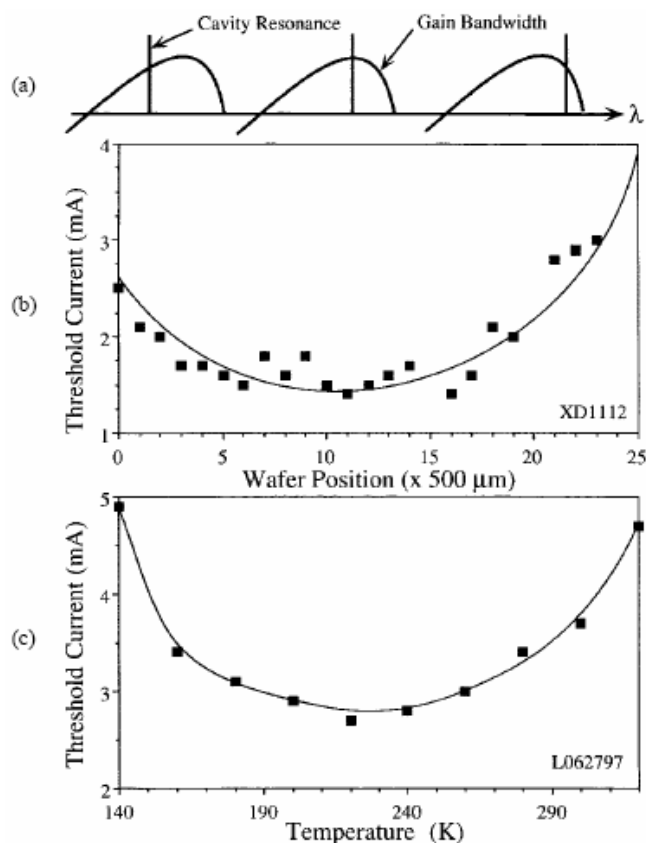 Cavity Resonance
Gain Bandwidth
(a)
λ
4
3
2
1
Threshold Current (mA)
(b)
XD1112
0
5
10
15
20
25
Wafer Position (x 500 μm)
5
4
3
2
Threshold Current (mA)
(c)
L062797
140
190
240
290
Temperature (K)